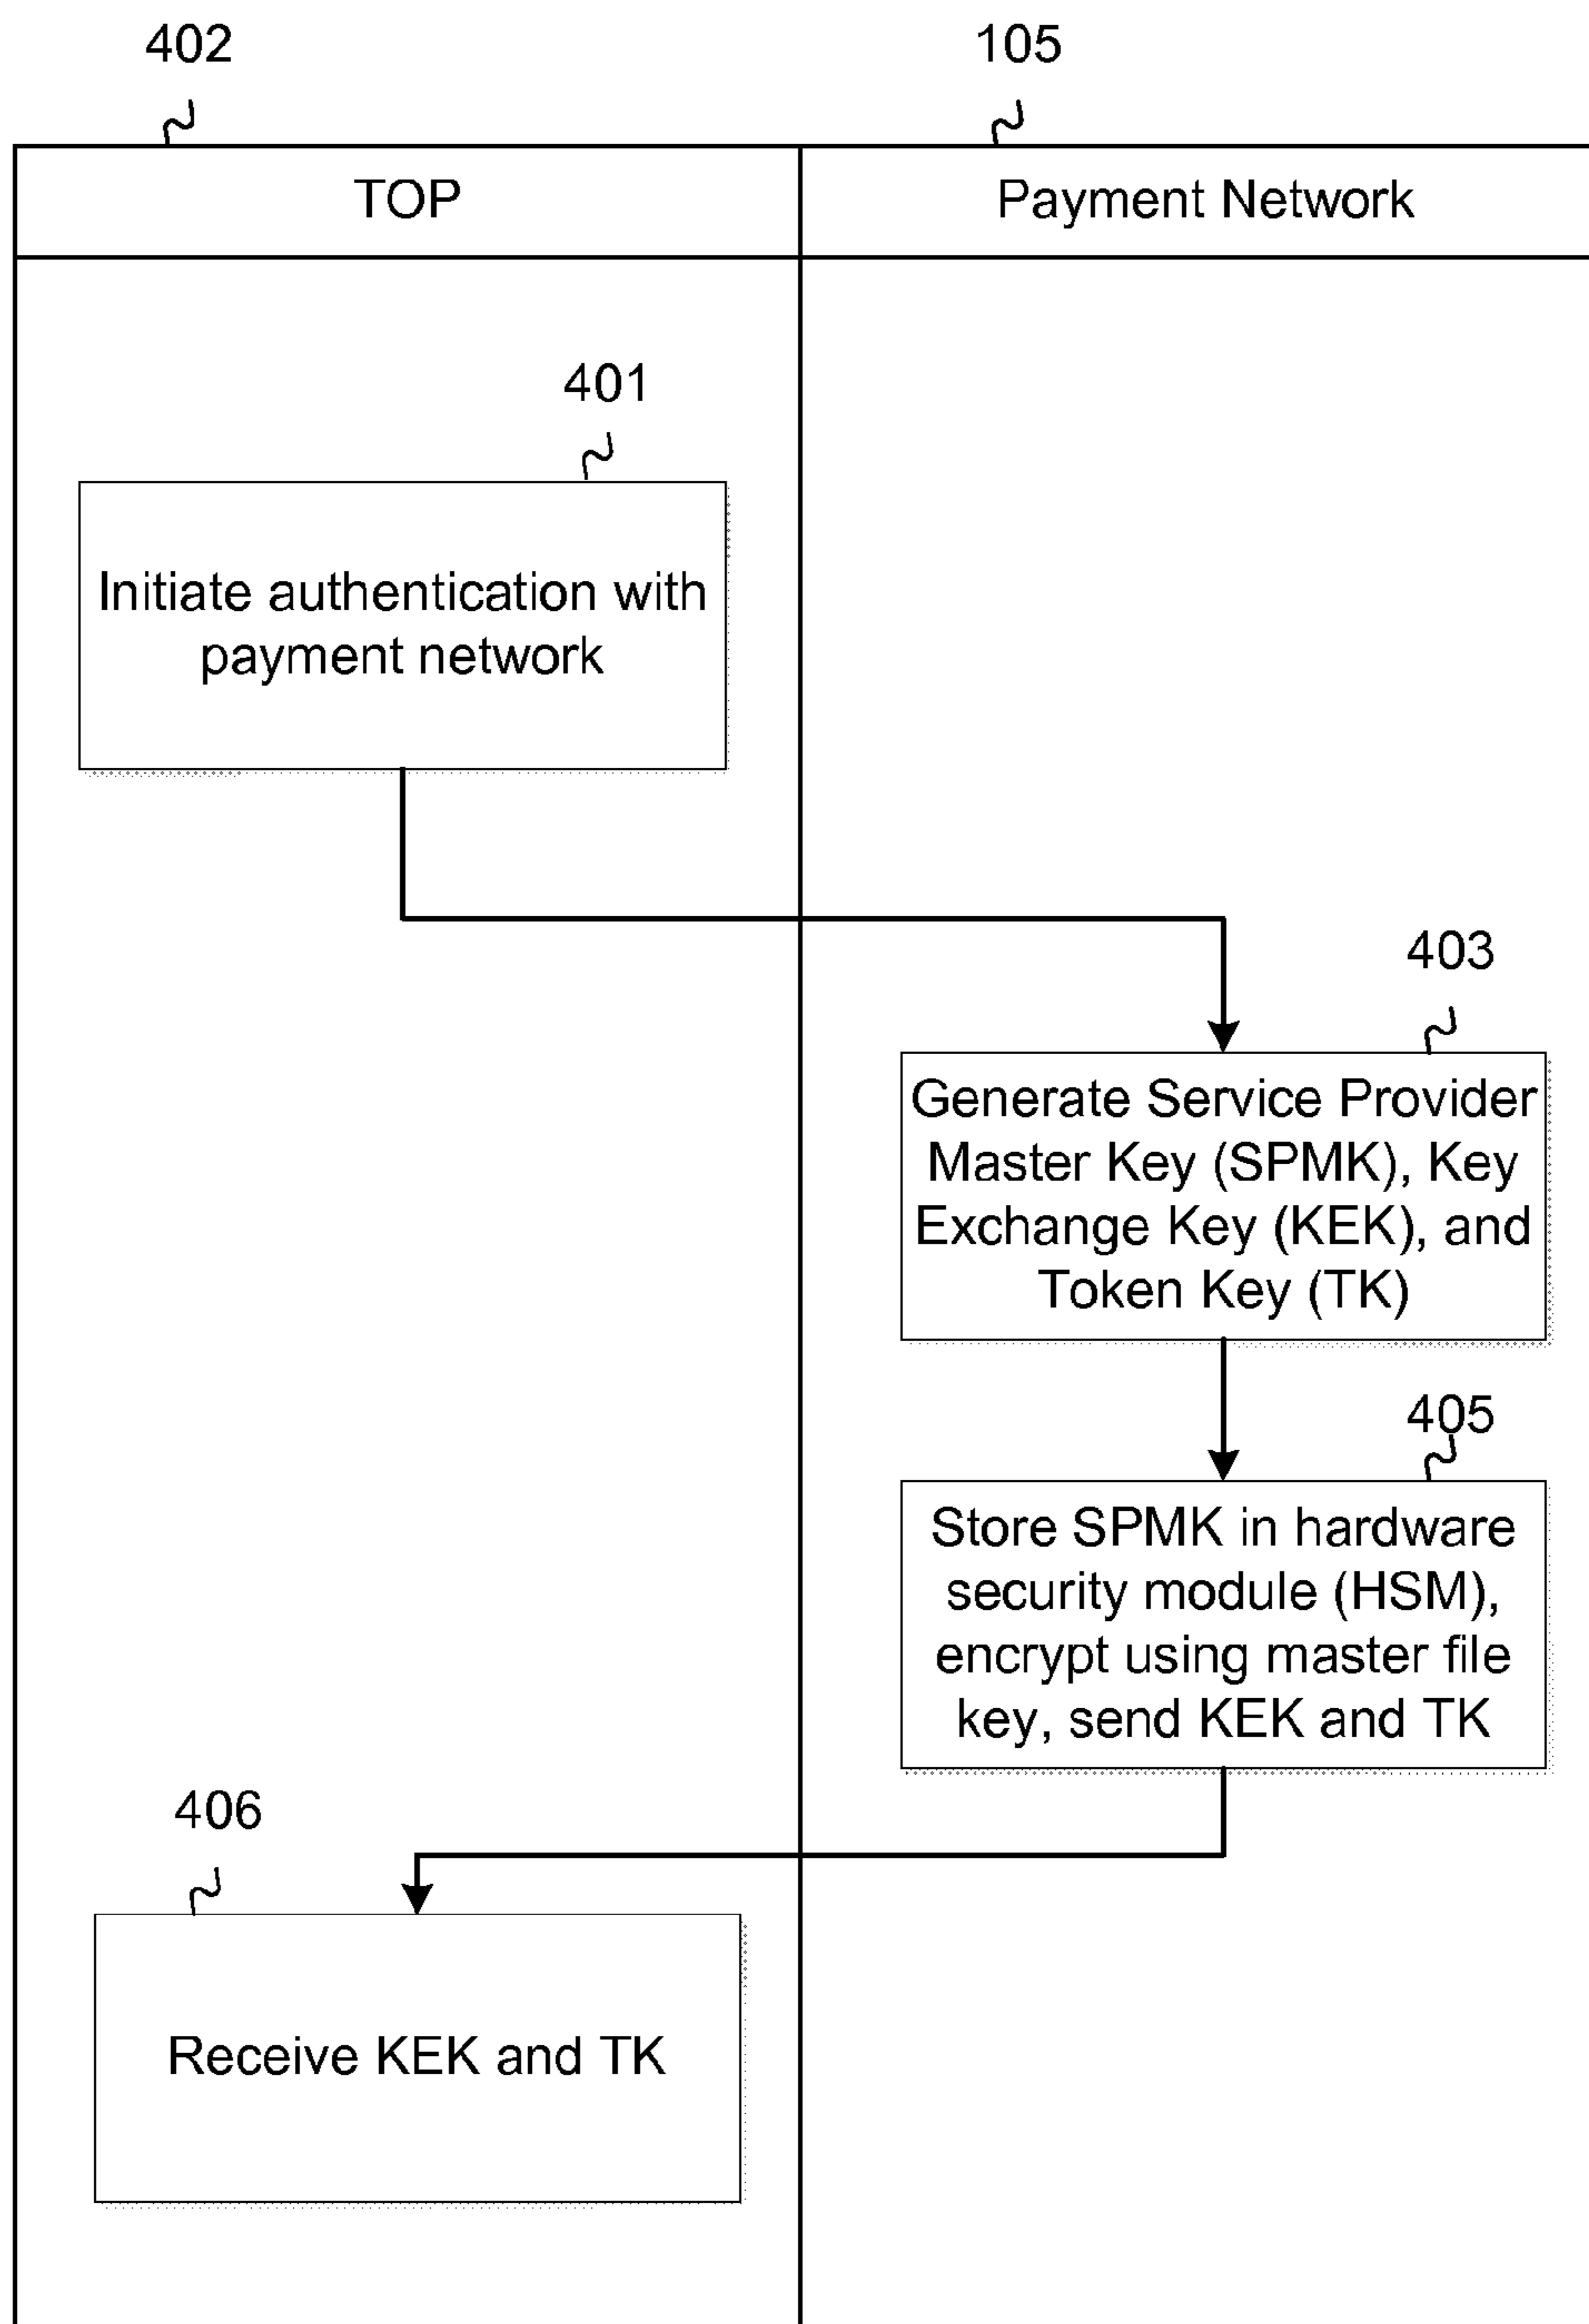 402
105
TOP
Payment Network
401
Initiate authentication with
payment network
403
Generate Service Provider
Master Key (SPMK), Key
Exchange Key (KEK), and
Token Key (TK)
405
Store SPMK in hardware
security module (HSM),
encrypt using master file
key, send KEK and TK
406
Receive KEK and TK